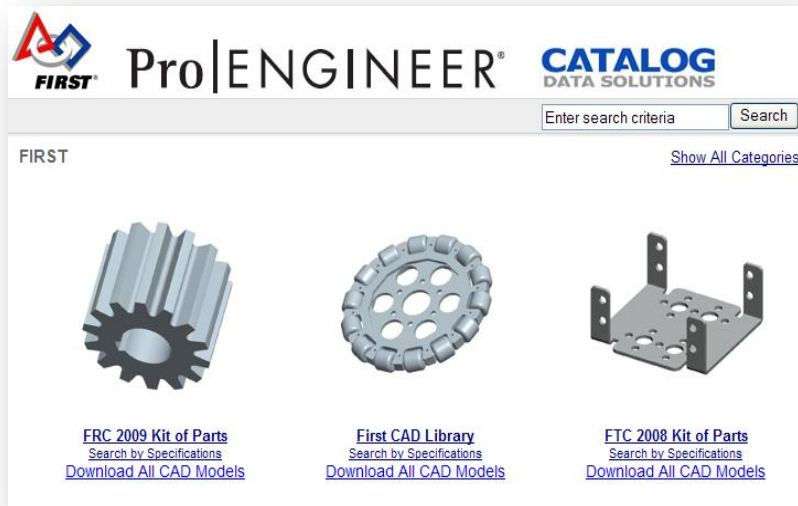 FIRST®
Pro|ENGINEER®
CATALOG
DATA SOLUTIONS
Enter search criteria
Search
FIRST
Show All Categories
FRC 2009 Kit of Parts
Search by Specifications
Download All CAD Models
First CAD Library
Search by Specifications
Download All CAD Models
FTC 2008 Kit of Parts
Search by Specifications
Download All CAD Models